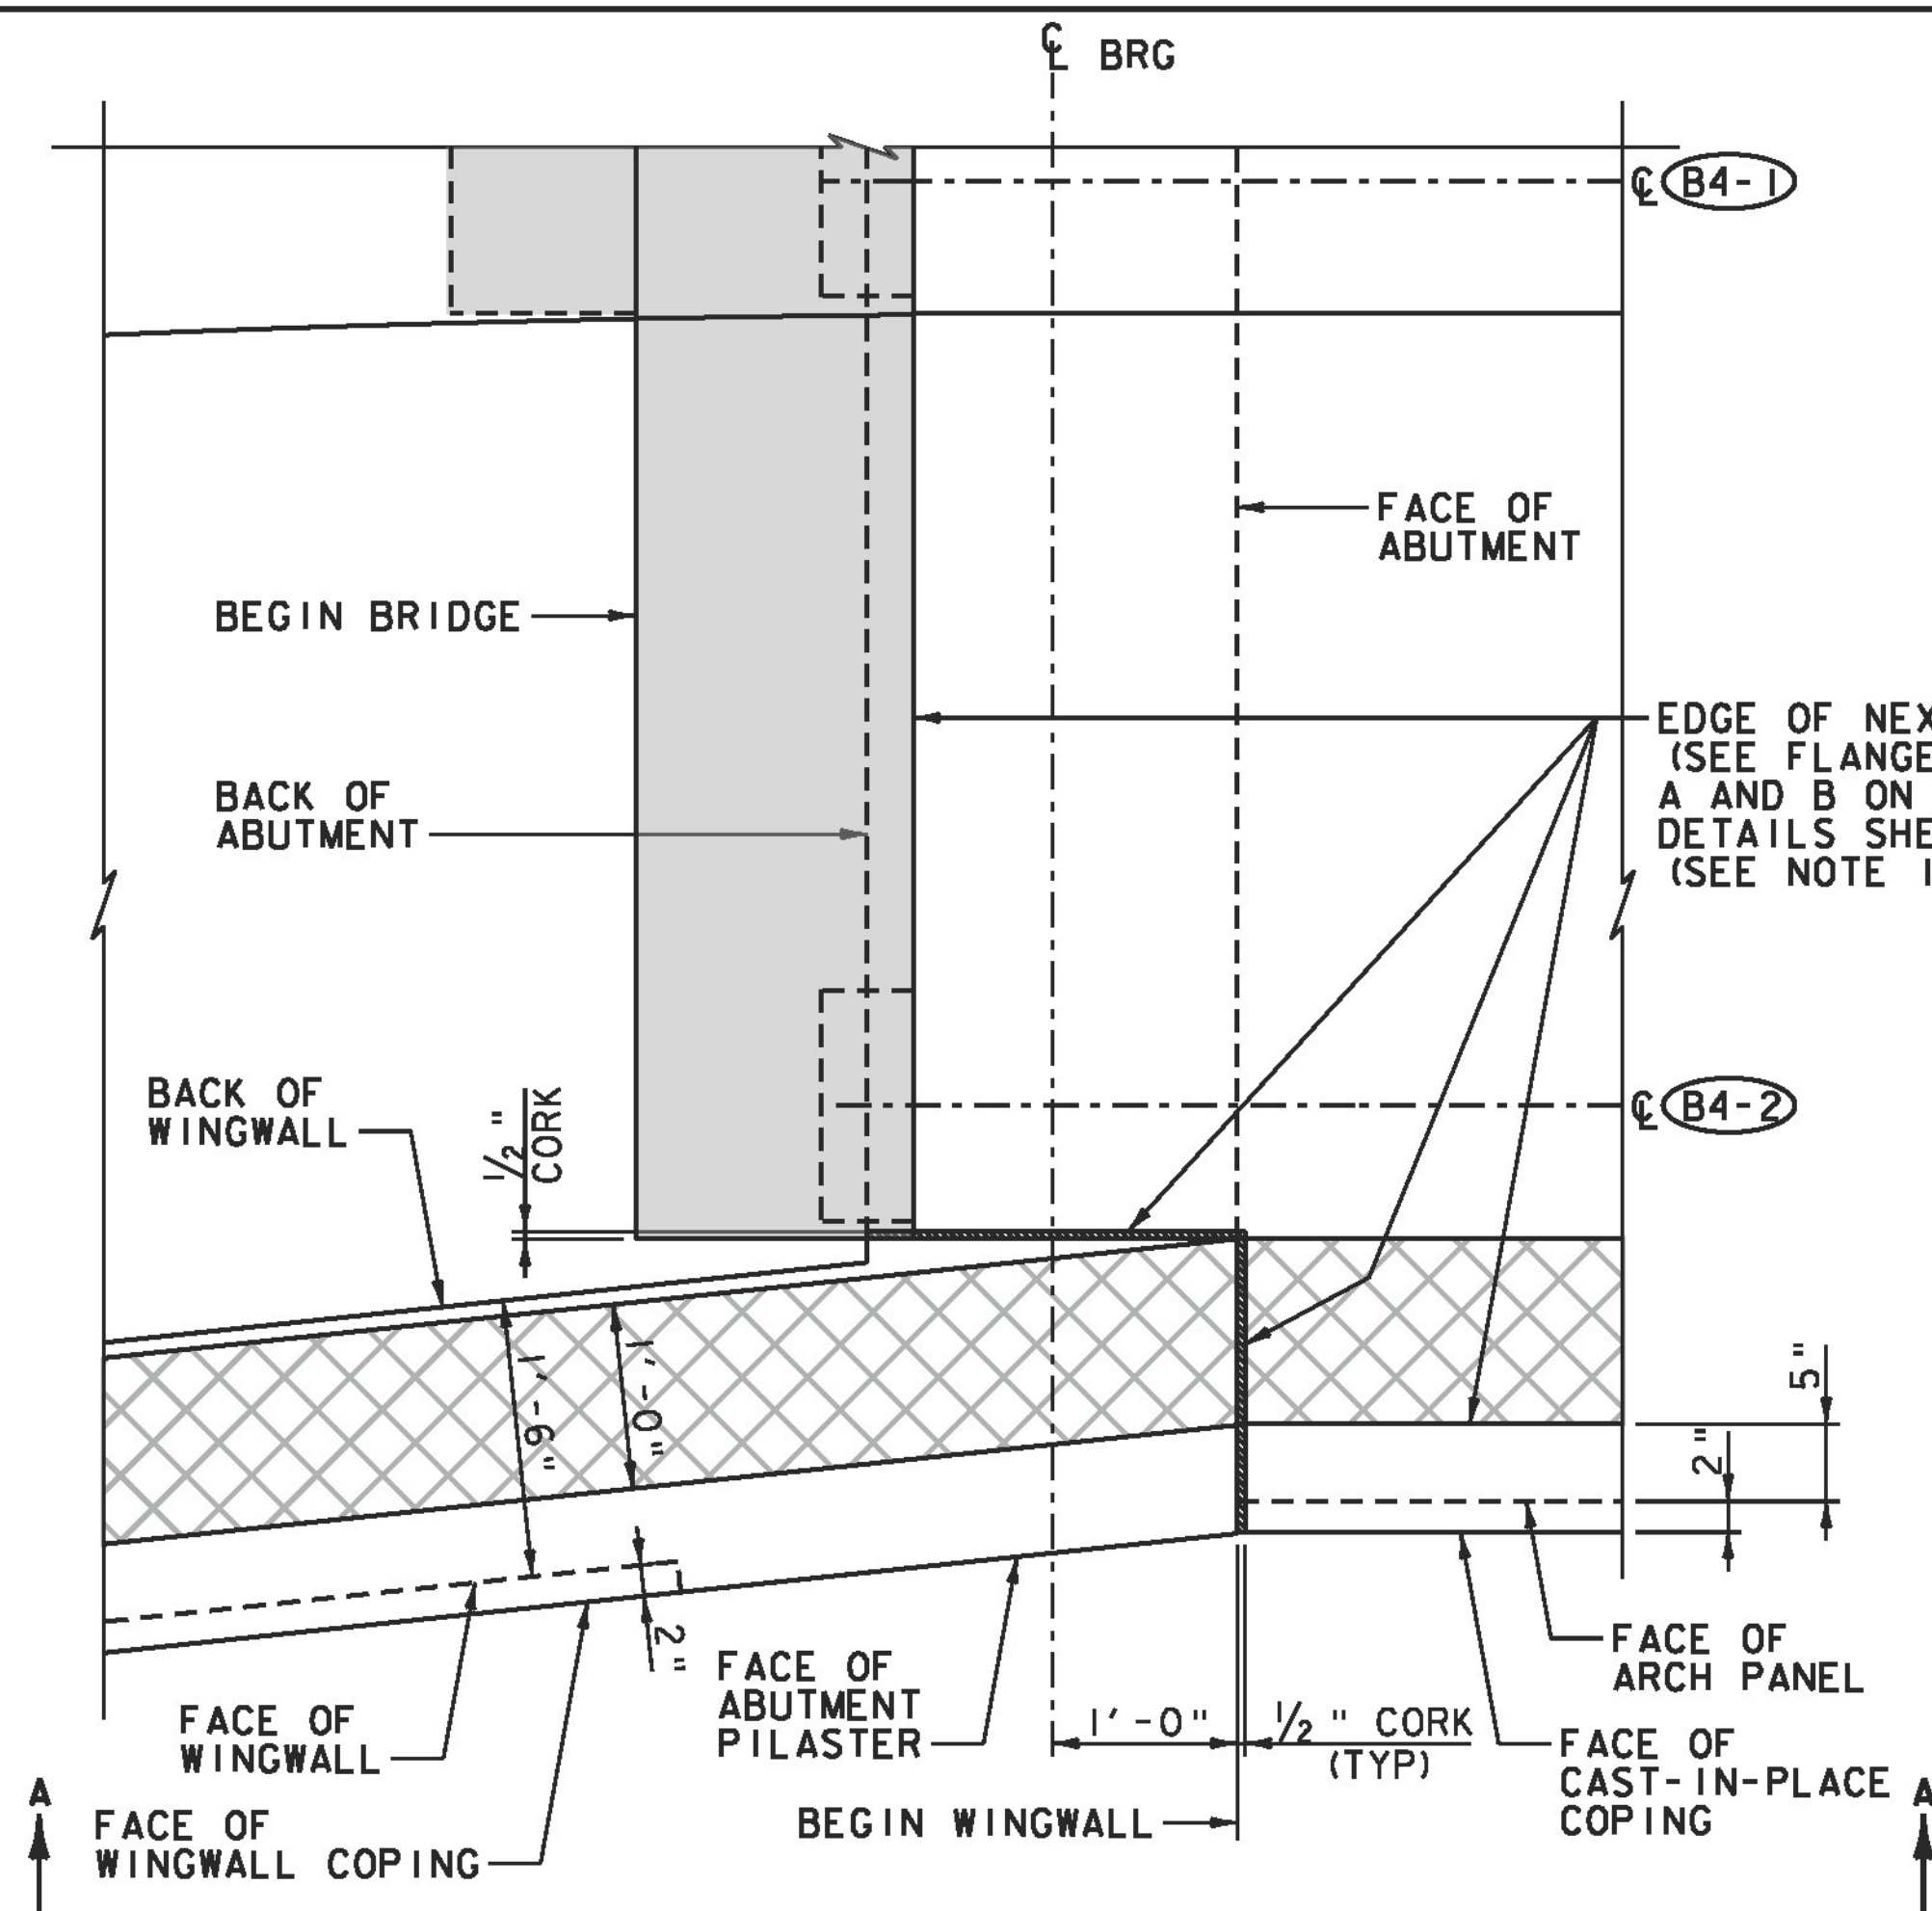 ℄ BRG
℄ B4-1
FACE OF
ABUTMENT
BEGIN BRIDGE
EDGE OF NEX
(SEE FLANGE
A AND B ON
DETAILS SHE
(SEE NOTE 1
BACK OF
ABUTMENT
BACK OF
WINGWALL
1/2"
CORK
℄ B4-2
1'-9"
1'-0"
5"
2"
2"
FACE OF
ARCH PANEL
FACE OF
ABUTMENT
PILASTER
1'-0"
1/2" CORK
(TYP)
FACE OF
WINGWALL
FACE OF
CAST-IN-PLACE
COPING
BEGIN WINGWALL
A
A
FACE OF
WINGWALL COPING